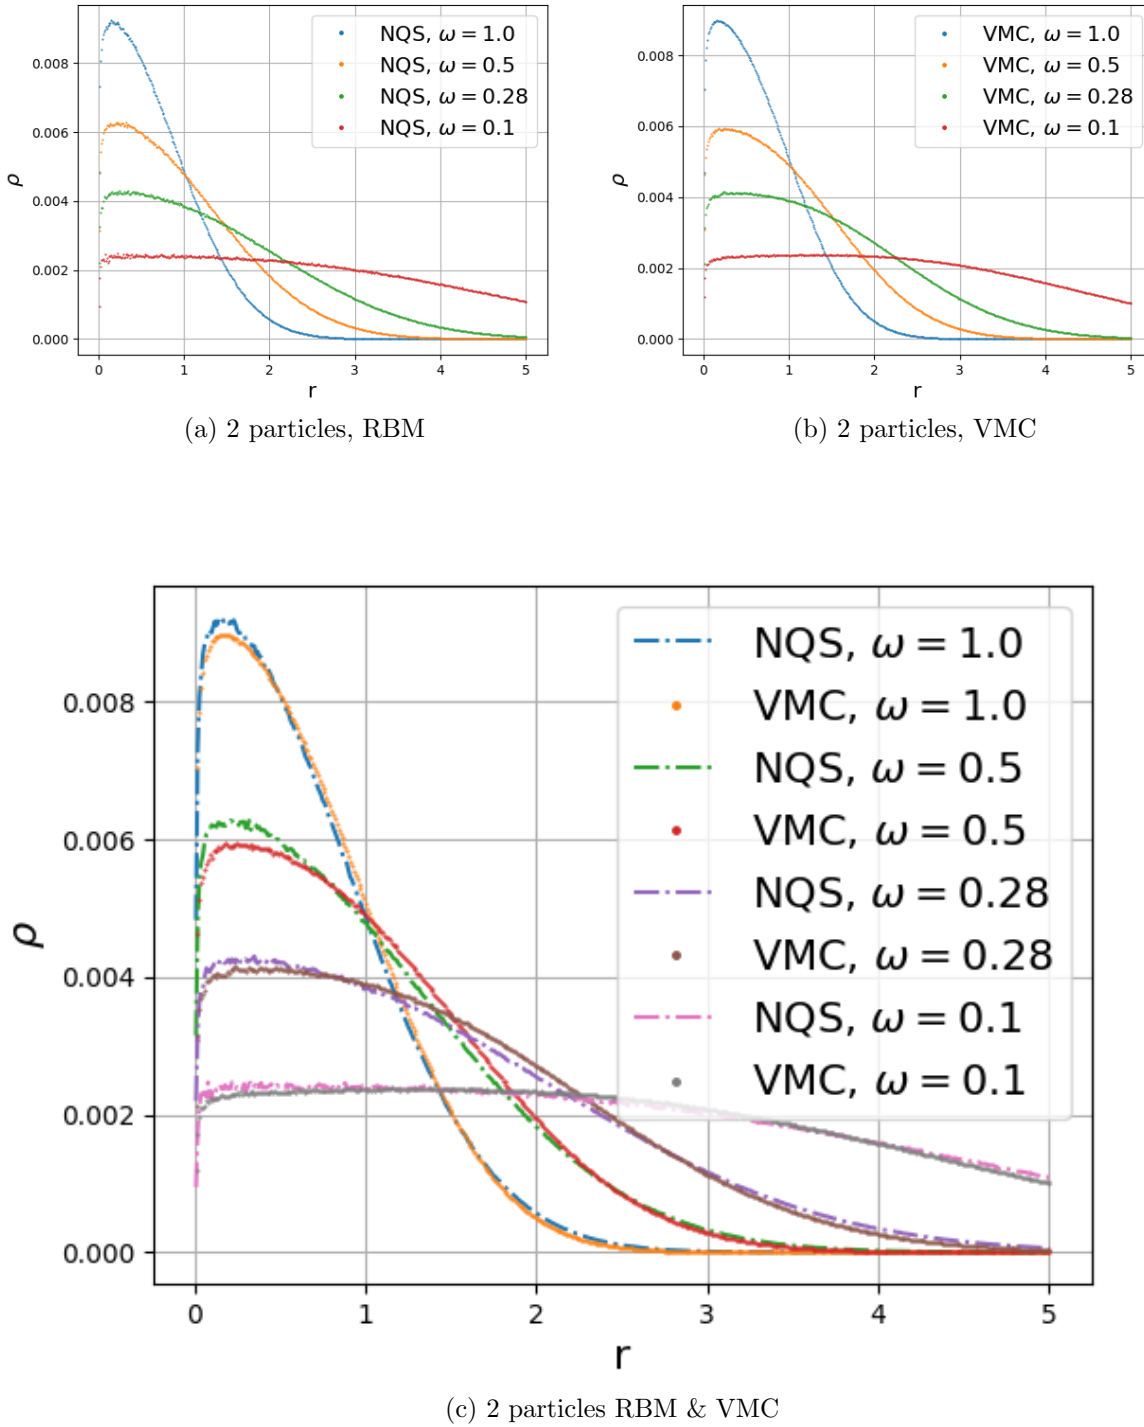 NQS, ω = 1.0
NQS, ω = 0.5
NQS, ω = 0.28
NQS, ω = 0.1
0.008
0.006
0.004
0.002
0.000
ρ
0 1 2 3 4 5
r
(a) 2 particles, RBM
VMC, ω = 1.0
VMC, ω = 0.5
VMC, ω = 0.28
VMC, ω = 0.1
0.008
0.006
0.004
0.002
0.000
ρ
0 1 2 3 4 5
r
(b) 2 particles, VMC
NQS, ω = 1.0
VMC, ω = 1.0
NQS, ω = 0.5
VMC, ω = 0.5
NQS, ω = 0.28
VMC, ω = 0.28
NQS, ω = 0.1
VMC, ω = 0.1
0.008
0.006
0.004
0.002
0.000
ρ
0 1 2 3 4 5
r
(c) 2 particles RBM & VMC